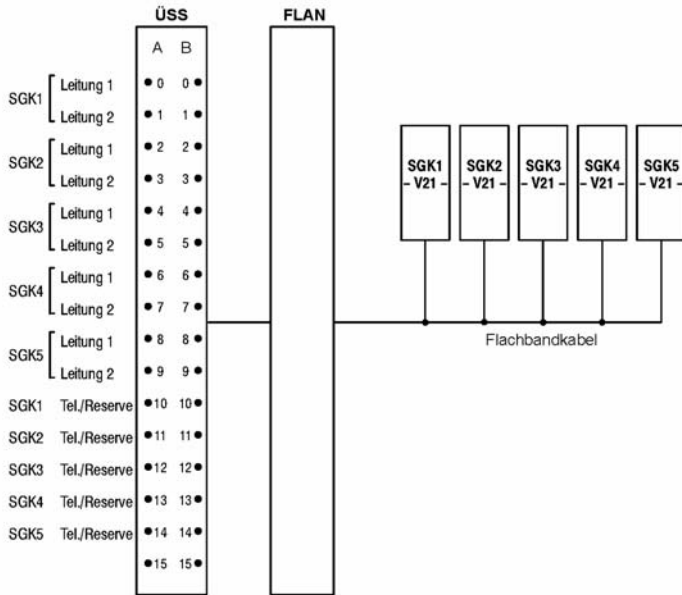 ÜSS FLAN
A B
SGK1 Leitung 1 0 0
Leitung 2 1 1
SGK2 Leitung 1 2 2
Leitung 2 3 3
SGK3 Leitung 1 4 4
Leitung 2 5 5
SGK4 Leitung 1 6 6
Leitung 2 7 7
SGK5 Leitung 1 8 8
Leitung 2 9 9
SGK1 Tel./Reserve 10 10
SGK2 Tel./Reserve 11 11
SGK3 Tel./Reserve 12 12
SGK4 Tel./Reserve 13 13
SGK5 Tel./Reserve 14 14
15 15
SGK1 SGK2 SGK3 SGK4 SGK5
- V21 - - V21 - - V21 - - V21 - - V21 -
Flachbandkabel